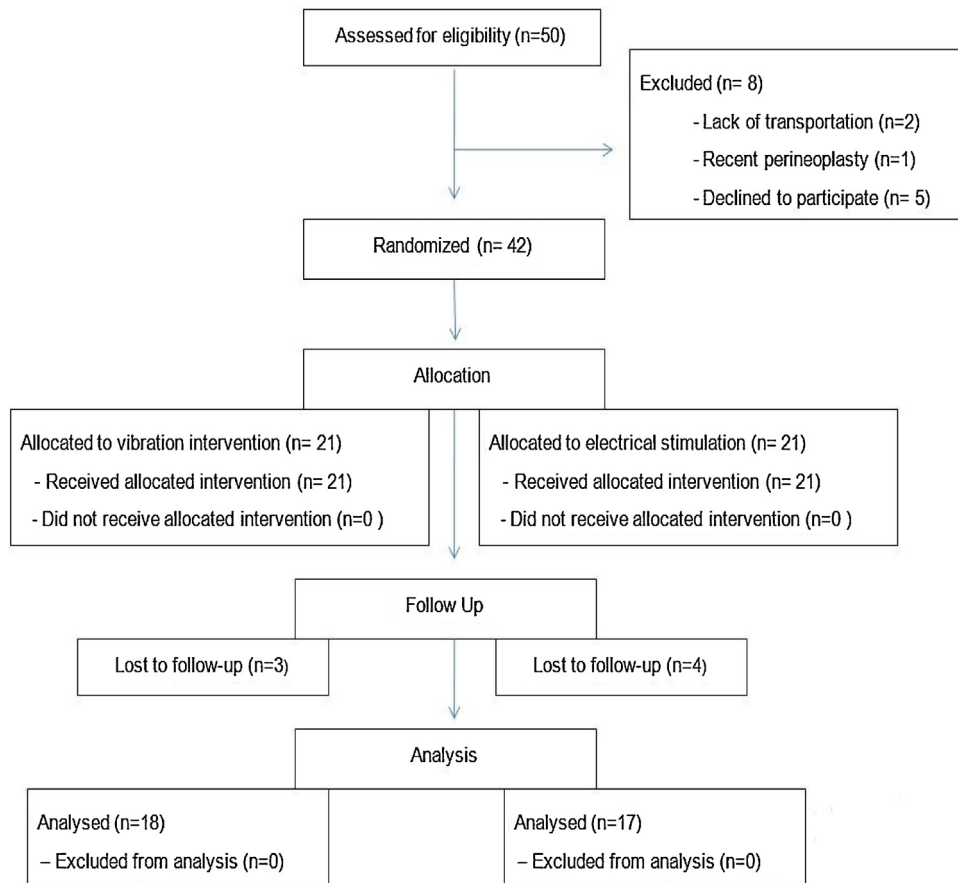 Assessed for eligibility (n=50)
Excluded (n= 8)
- Lack of transportation (n=2)
- Recent perineoplasty (n=1)
- Declined to participate (n= 5)
Randomized (n= 42)
Allocation
Allocated to vibration intervention (n= 21)
- Received allocated intervention (n= 21)
- Did not receive allocated intervention (n=0 )
Allocated to electrical stimulation (n= 21)
- Received allocated intervention (n= 21)
- Did not receive allocated intervention (n=0 )
Follow Up
Lost to follow-up (n=3)
Lost to follow-up (n=4)
Analysis
Analysed (n=18)
– Excluded from analysis (n=0)
Analysed (n=17)
– Excluded from analysis (n=0)